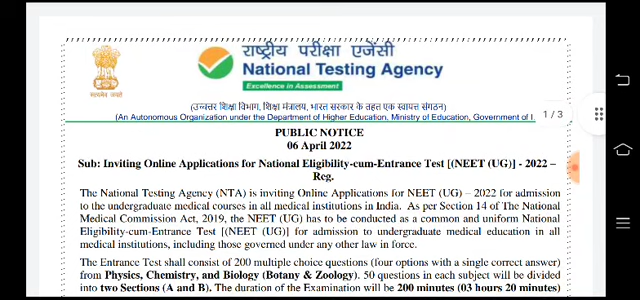 राष्ट्रीय परीक्षा एजेंसी
National Testing Agency
Excellence in Assessment
सत्यमेव जयते
(उच्चतर शिक्षा विभाग, शिक्षा मंत्रालय, भारत सरकार के तहत एक स्वायत्त संगठन)
(An Autonomous Organization under the Department of Higher Education, Ministry of Education, Government of I
1 / 3
PUBLIC NOTICE
06 April 2022
Sub: Inviting Online Applications for National Eligibility-cum-Entrance Test [(NEET (UG)] - 2022 –
Reg.
The National Testing Agency (NTA) is inviting Online Applications for NEET (UG) – 2022 for admission
to the undergraduate medical courses in all medical institutions in India. As per Section 14 of The National
Medical Commission Act, 2019, the NEET (UG) has to be conducted as a common and uniform National
Eligibility-cum-Entrance Test [(NEET (UG)] for admission to undergraduate medical education in all
medical institutions, including those governed under any other law in force.
The Entrance Test shall consist of 200 multiple choice questions (four options with a single correct answer)
from Physics, Chemistry, and Biology (Botany & Zoology). 50 questions in each subject will be divided
into two Sections (A and B). The duration of the Examination will be 200 minutes (03 hours 20 minutes)